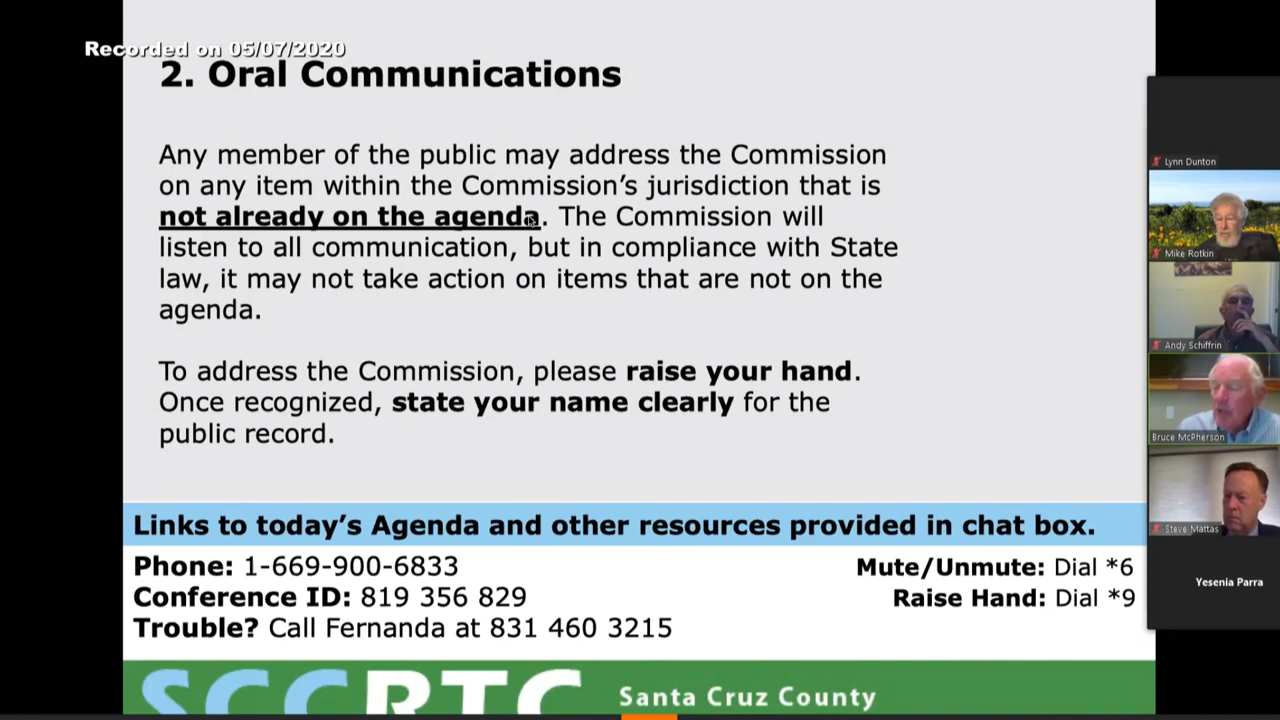 Recorded on 05/07/2020
2. Oral Communications
Any member of the public may address the Commission
on any item within the Commission's jurisdiction that is
not already on the agenda. The Commission will
listen to all communication, but in compliance with State
law, it may not take action on items that are not on the
agenda.
To address the Commission, please raise your hand.
Once recognized, state your name clearly for the
public record.
Links to today's Agenda and other resources provided in chat box.
Phone: 1-669-900-6833
Conference ID: 819 356 829
Trouble? Call Fernanda at 831 460 3215
Mute/Unmute: Dial *6
Raise Hand: Dial *9
SCCRTC
Santa Cruz County
Lynn Dunton
Mike Rotkin
Andy Schiffrin
Bruce McPherson
Steve Mattas
Yesenia Parra